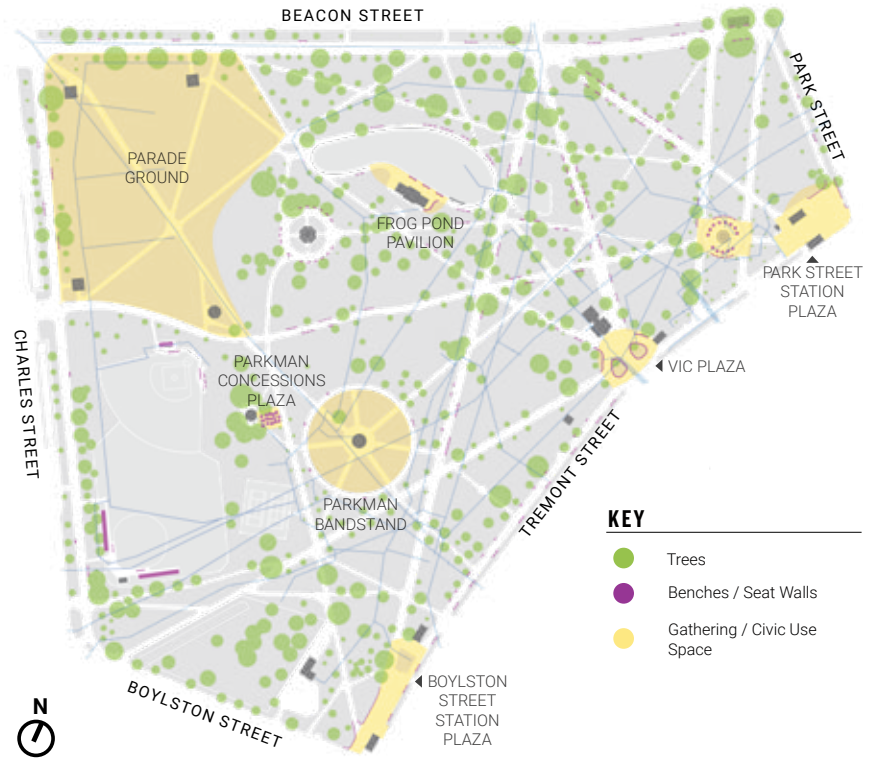 BEACON STREET
PARK STREET
PARADE
GROUND
FROG POND
PAVILION
PARK STREET
STATION
PLAZA
CHARLES STREET
PARKMAN
CONCESSIONS
PLAZA
VIC PLAZA
TREMONT STREET
PARKMAN
BANDSTAND
KEY
Trees
Benches / Seat Walls
Gathering / Civic Use
Space
BOYLSTON
STREET
STATION
PLAZA
BOYLSTON STREET
N